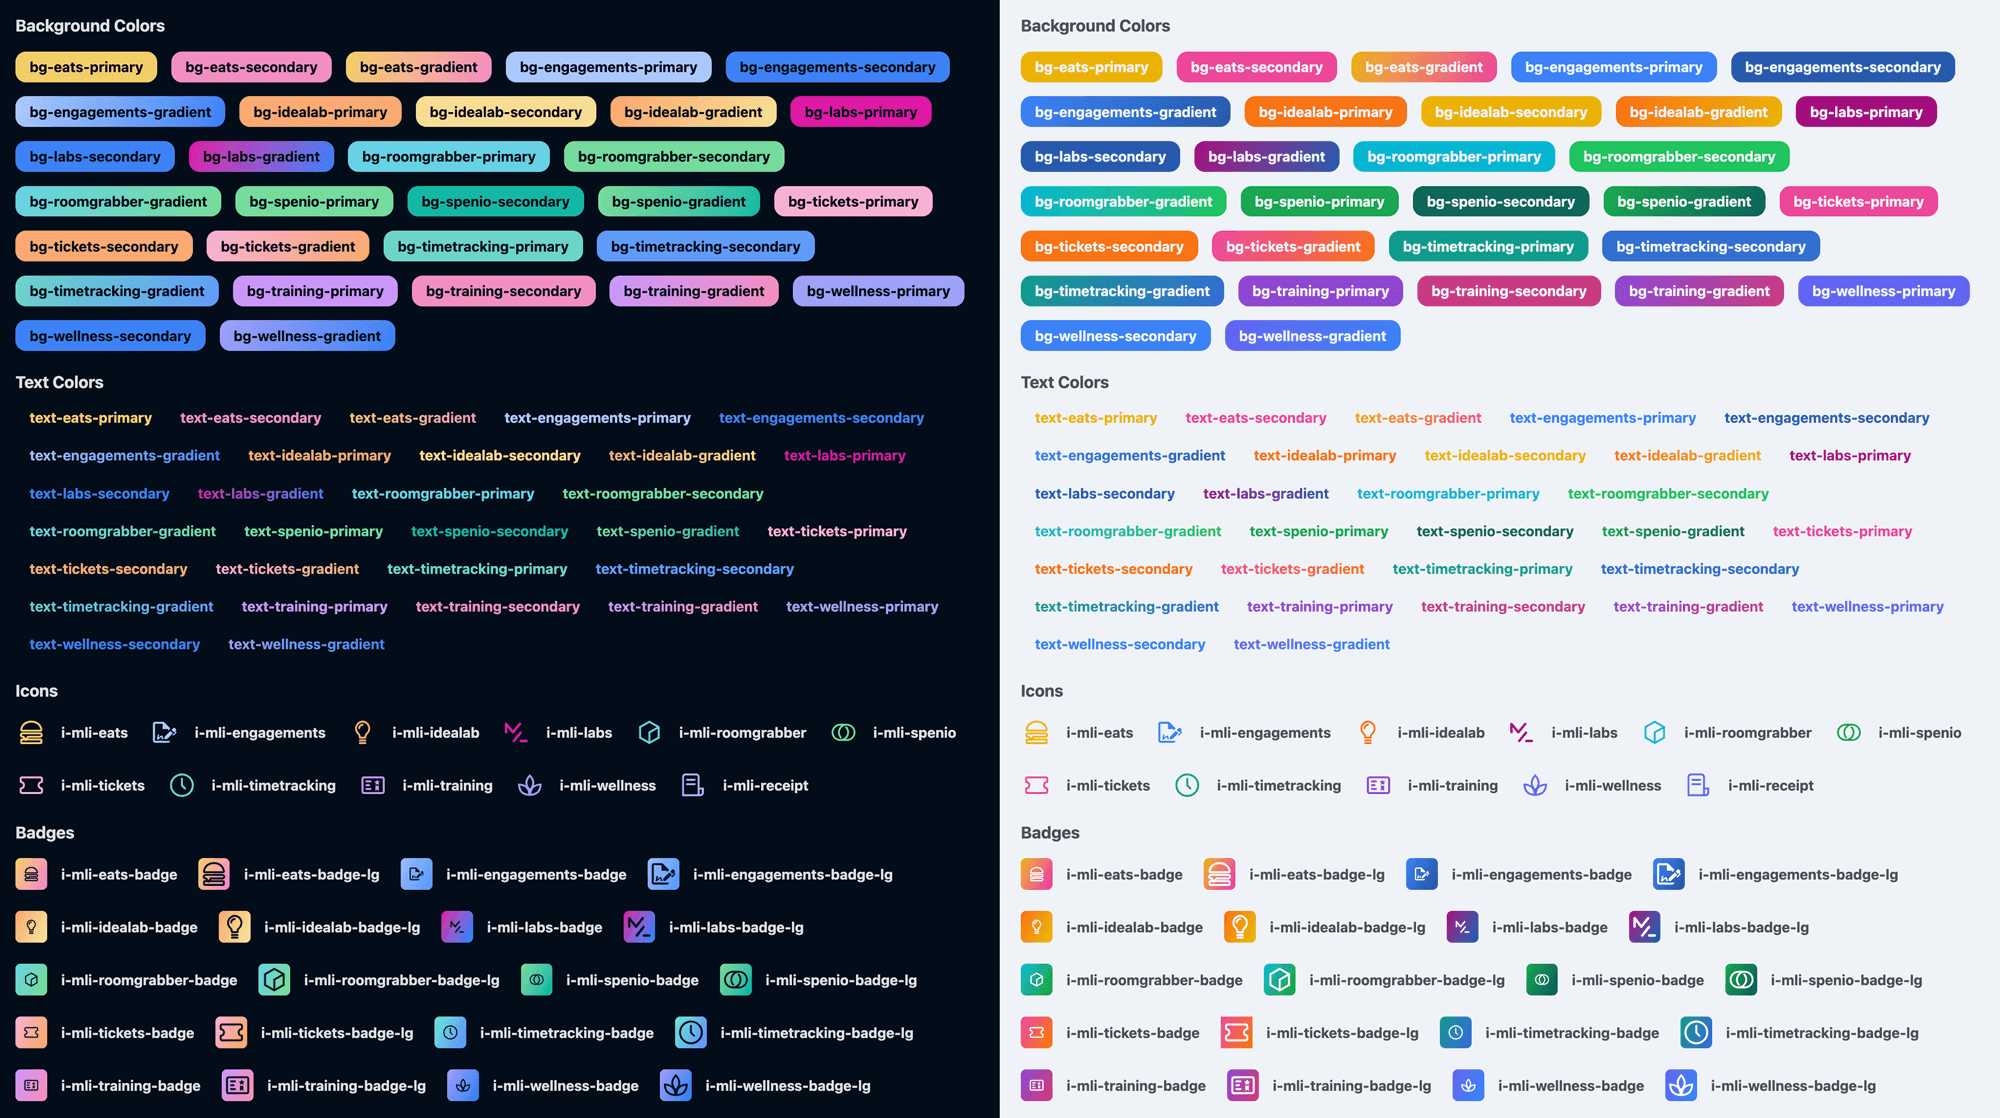 Background Colors
bg-eats-primary bg-eats-secondary bg-eats-gradient bg-engagements-primary bg-engagements-secondary
bg-engagements-gradient bg-idealab-primary bg-idealab-secondary bg-idealab-gradient bg-labs-primary
bg-labs-secondary bg-labs-gradient bg-roomgrabber-primary bg-roomgrabber-secondary
bg-roomgrabber-gradient bg-spenio-primary bg-spenio-secondary bg-spenio-gradient bg-tickets-primary
bg-tickets-secondary bg-tickets-gradient bg-timetracking-primary bg-timetracking-secondary
bg-timetracking-gradient bg-training-primary bg-training-secondary bg-training-gradient bg-wellness-primary
bg-wellness-secondary bg-wellness-gradient
Text Colors
text-eats-primary text-eats-secondary text-eats-gradient text-engagements-primary text-engagements-secondary
text-engagements-gradient text-idealab-primary text-idealab-secondary text-idealab-gradient text-labs-primary
text-labs-secondary text-labs-gradient text-roomgrabber-primary text-roomgrabber-secondary
text-roomgrabber-gradient text-spenio-primary text-spenio-secondary text-spenio-gradient text-tickets-primary
text-tickets-secondary text-tickets-gradient text-timetracking-primary text-timetracking-secondary
text-timetracking-gradient text-training-primary text-training-secondary text-training-gradient text-wellness-primary
text-wellness-secondary text-wellness-gradient
Icons
i-mli-eats i-mli-engagements i-mli-idealab i-mli-labs i-mli-roomgrabber i-mli-spenio
i-mli-tickets i-mli-timetracking i-mli-training i-mli-wellness i-mli-receipt
Badges
i-mli-eats-badge i-mli-eats-badge-lg i-mli-engagements-badge i-mli-engagements-badge-lg
i-mli-idealab-badge i-mli-idealab-badge-lg i-mli-labs-badge i-mli-labs-badge-lg
i-mli-roomgrabber-badge i-mli-roomgrabber-badge-lg i-mli-spenio-badge i-mli-spenio-badge-lg
i-mli-tickets-badge i-mli-tickets-badge-lg i-mli-timetracking-badge i-mli-timetracking-badge-lg
i-mli-training-badge i-mli-training-badge-lg i-mli-wellness-badge i-mli-wellness-badge-lg
Background Colors
bg-eats-primary bg-eats-secondary bg-eats-gradient bg-engagements-primary bg-engagements-secondary
bg-engagements-gradient bg-idealab-primary bg-idealab-secondary bg-idealab-gradient bg-labs-primary
bg-labs-secondary bg-labs-gradient bg-roomgrabber-primary bg-roomgrabber-secondary
bg-roomgrabber-gradient bg-spenio-primary bg-spenio-secondary bg-spenio-gradient bg-tickets-primary
bg-tickets-secondary bg-tickets-gradient bg-timetracking-primary bg-timetracking-secondary
bg-timetracking-gradient bg-training-primary bg-training-secondary bg-training-gradient bg-wellness-primary
bg-wellness-secondary bg-wellness-gradient
Text Colors
text-eats-primary text-eats-secondary text-eats-gradient text-engagements-primary text-engagements-secondary
text-engagements-gradient text-idealab-primary text-idealab-secondary text-idealab-gradient text-labs-primary
text-labs-secondary text-labs-gradient text-roomgrabber-primary text-roomgrabber-secondary
text-roomgrabber-gradient text-spenio-primary text-spenio-secondary text-spenio-gradient text-tickets-primary
text-tickets-secondary text-tickets-gradient text-timetracking-primary text-timetracking-secondary
text-timetracking-gradient text-training-primary text-training-secondary text-training-gradient text-wellness-primary
text-wellness-secondary text-wellness-gradient
Icons
i-mli-eats i-mli-engagements i-mli-idealab i-mli-labs i-mli-roomgrabber i-mli-spenio
i-mli-tickets i-mli-timetracking i-mli-training i-mli-wellness i-mli-receipt
Badges
i-mli-eats-badge i-mli-eats-badge-lg i-mli-engagements-badge i-mli-engagements-badge-lg
i-mli-idealab-badge i-mli-idealab-badge-lg i-mli-labs-badge i-mli-labs-badge-lg
i-mli-roomgrabber-badge i-mli-roomgrabber-badge-lg i-mli-spenio-badge i-mli-spenio-badge-lg
i-mli-tickets-badge i-mli-tickets-badge-lg i-mli-timetracking-badge i-mli-timetracking-badge-lg
i-mli-training-badge i-mli-training-badge-lg i-mli-wellness-badge i-mli-wellness-badge-lg